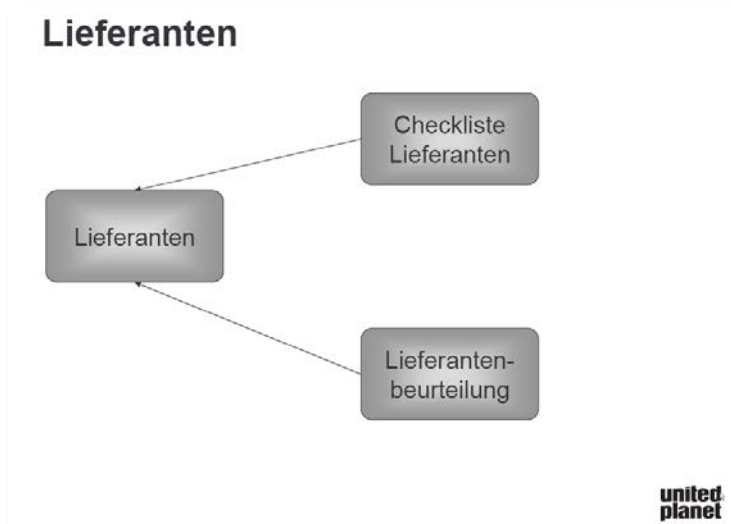 Lieferanten
Checkliste
Lieferanten
Lieferanten
Lieferanten-
beurteilung
united
planet